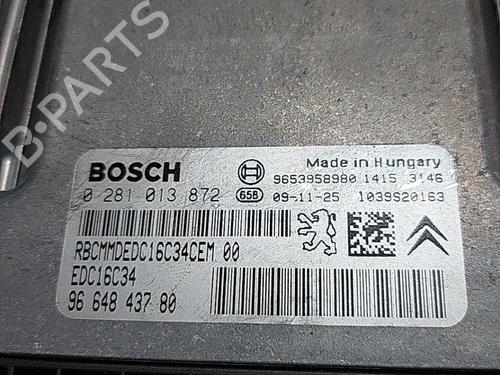 B-PARTS
BOSCH
Made in Hungary
9653958980 1415 3146
0 281 013 872 65B 09-11-25 1039S20163
RBCMMDEDC16C34CEM 00
EDC16C34
96 648 437 80